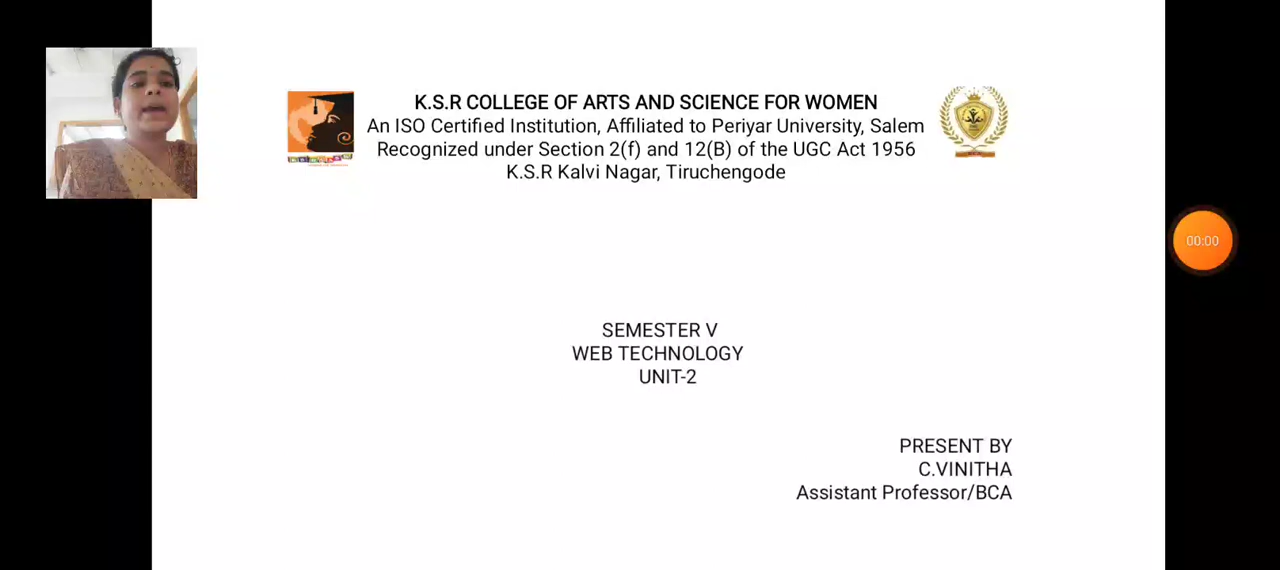 K.S.R COLLEGE OF ARTS AND SCIENCE FOR WOMEN
An ISO Certified Institution, Affiliated to Periyar University, Salem
Recognized under Section 2(f) and 12(B) of the UGC Act 1956
K.S.R Kalvi Nagar, Tiruchengode
00:00
SEMESTER V
WEB TECHNOLOGY
UNIT-2
PRESENT BY
C.VINITHA
Assistant Professor/BCA